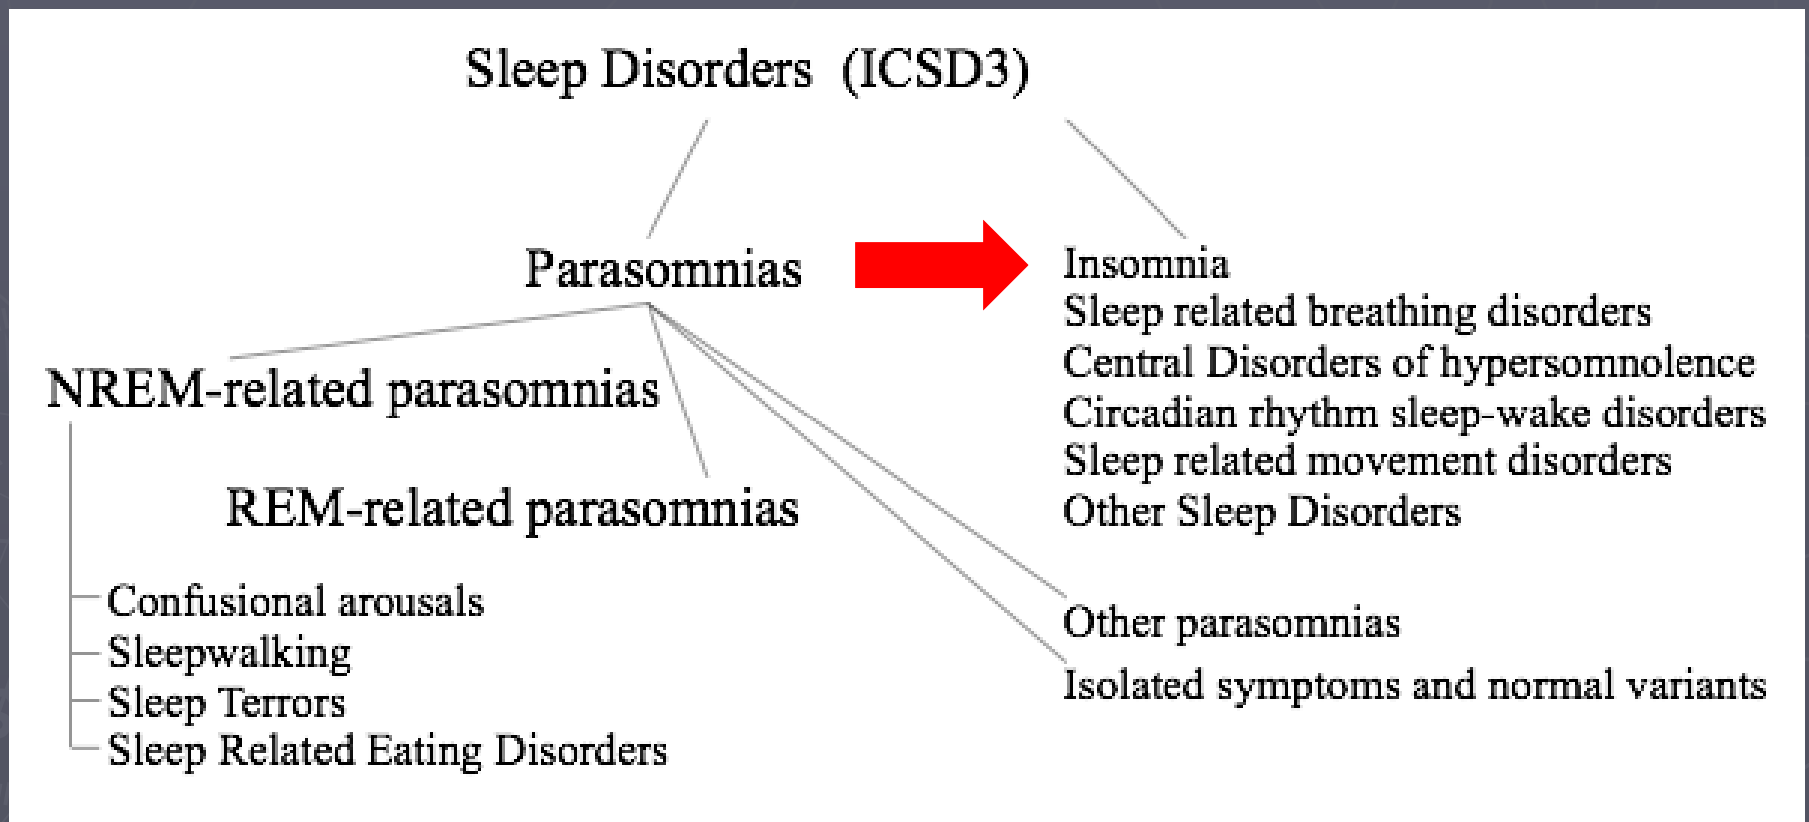 Sleep Disorders (ICSD3)
Parasomnias
Insomnia
Sleep related breathing disorders
Central Disorders of hypersomnolence
Circadian rhythm sleep-wake disorders
Sleep related movement disorders
Other Sleep Disorders
NREM-related parasomnias
REM-related parasomnias
Confusional arousals
Sleepwalking
Sleep Terrors
Sleep Related Eating Disorders
Other parasomnias
Isolated symptoms and normal variants